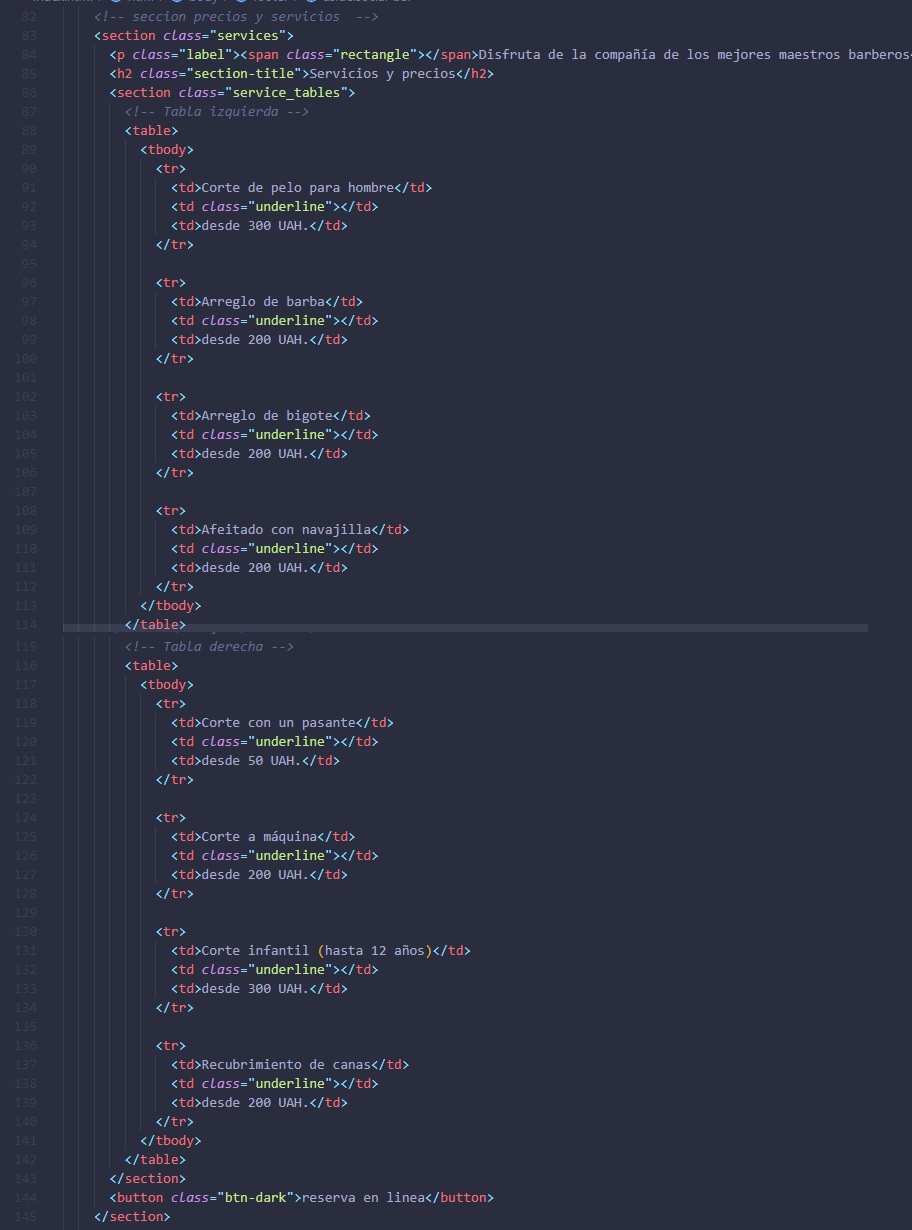 82 <!-- seccion precios y servicios  -->
83 <section class="services">
84 <p class="label"><span class="rectangle"></span>Disfruta de la compañía de los mejores maestros barberos<
85 <h2 class="section-title">Servicios y precios</h2>
86 <section class="service_tables">
87 <!-- Tabla izquierda -->
88 <table>
89 <tbody>
90 <tr>
91 <td>Corte de pelo para hombre</td>
92 <td class="underline"></td>
93 <td>desde 300 UAH.</td>
94 </tr>
95
96 <tr>
97 <td>Arreglo de barba</td>
98 <td class="underline"></td>
99 <td>desde 200 UAH.</td>
100 </tr>
101
102 <tr>
103 <td>Arreglo de bigote</td>
104 <td class="underline"></td>
105 <td>desde 200 UAH.</td>
106 </tr>
107
108 <tr>
109 <td>Afeitado con navajilla</td>
110 <td class="underline"></td>
111 <td>desde 200 UAH.</td>
112 </tr>
113 </tbody>
114 </table>
115 <!-- Tabla derecha -->
116 <table>
117 <tbody>
118 <tr>
119 <td>Corte con un pasante</td>
120 <td class="underline"></td>
121 <td>desde 50 UAH.</td>
122 </tr>
123
124 <tr>
125 <td>Corte a máquina</td>
126 <td class="underline"></td>
127 <td>desde 200 UAH.</td>
128 </tr>
129
130 <tr>
131 <td>Corte infantil (hasta 12 años)</td>
132 <td class="underline"></td>
133 <td>desde 300 UAH.</td>
134 </tr>
135
136 <tr>
137 <td>Recubrimiento de canas</td>
138 <td class="underline"></td>
139 <td>desde 200 UAH.</td>
140 </tr>
141 </tbody>
142 </table>
143 </section>
144 <button class="btn-dark">reserva en linea</button>
145 </section>